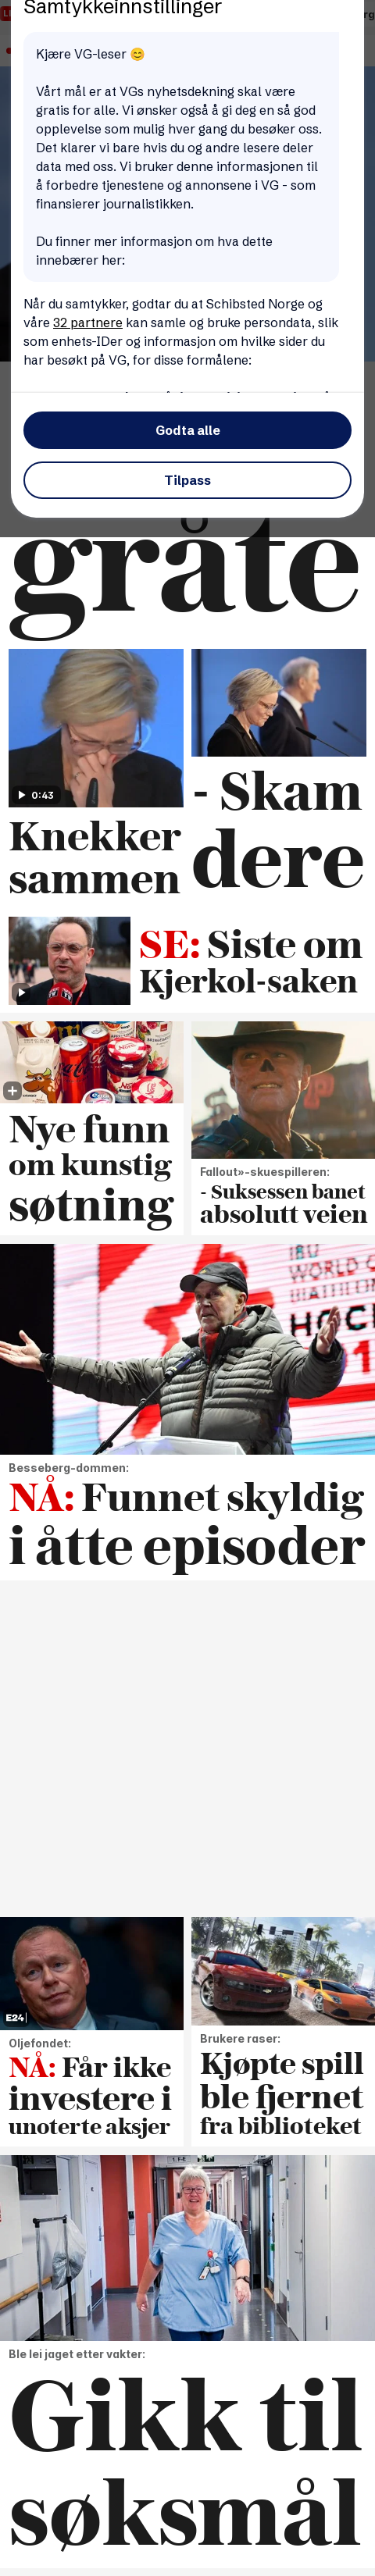 Samtykkeinnstillinger
Kjære VG-leser 😊
Vårt mål er at VGs nyhetsdekning skal være
gratis for alle. Vi ønsker også å gi deg en så god
opplevelse som mulig hver gang du besøker oss.
Det klarer vi bare hvis du og andre lesere deler
data med oss. Vi bruker denne informasjonen til
å forbedre tjenestene og annonsene i VG - som
finansierer journalistikken.
Du finner mer informasjon om hva dette
innebærer her:
Når du samtykker, godtar du at Schibsted Norge og
våre 32 partnere kan samle og bruke persondata, slik
som enhets-IDer og informasjon om hvilke sider du
har besøkt på VG, for disse formålene:
Godta alle
Tilpass
gråte
0:43
Knekker
sammen
- Skam
dere
SE: Siste om
Kjerkol-saken
Nye funn
om kunstig
søtning
Fallout»-skuespilleren:
- Suksessen banet
absolutt veien
Besseberg-dommen:
NÅ: Funnet skyldig
i åtte episoder
E24
Oljefondet:
NÅ: Får ikke
investere i
unoterte aksjer
Brukere raser:
Kjøpte spill
ble fjernet
fra biblioteket
Ble lei jaget etter vakter:
Gikk til
søksmål